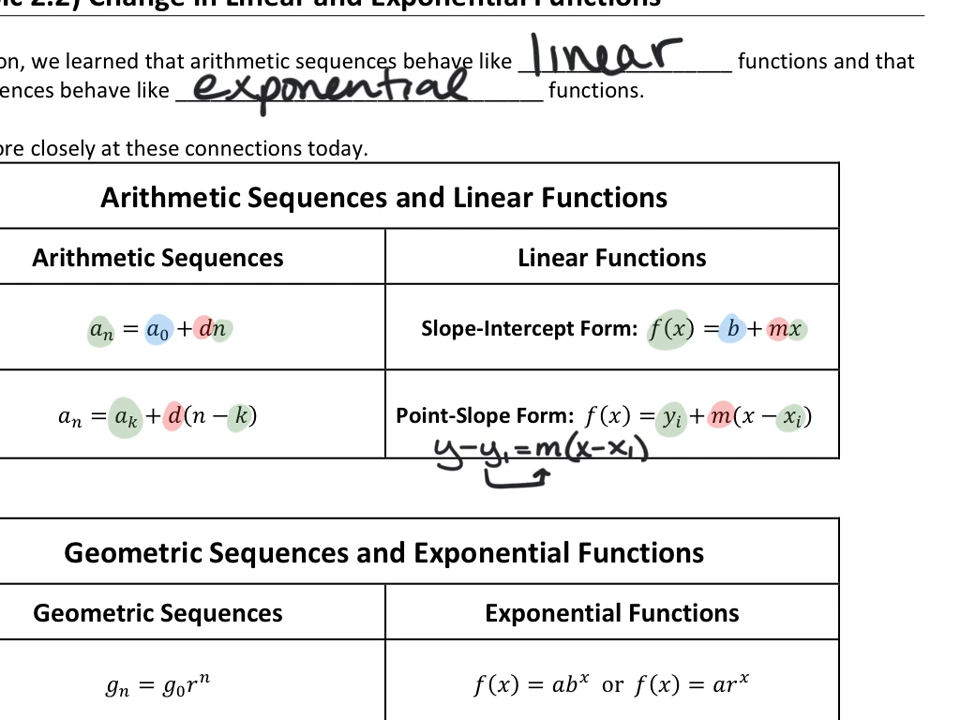 2.2) Change in Linear and Exponential Functions
on, we learned that arithmetic sequences behave like linear functions and that
ences behave like exponential functions.
ore closely at these connections today.
Arithmetic Sequences and Linear Functions
Arithmetic Sequences Linear Functions
aₙ = a₀ + dn Slope-Intercept Form: f(x) = b + mx
aₙ = aₖ + d(n − k) Point-Slope Form: f(x) = yᵢ + m(x − xᵢ)
y-y₁=m(x-x₁)
Geometric Sequences and Exponential Functions
Geometric Sequences Exponential Functions
gₙ = g₀rⁿ f(x) = abˣ or f(x) = arˣ